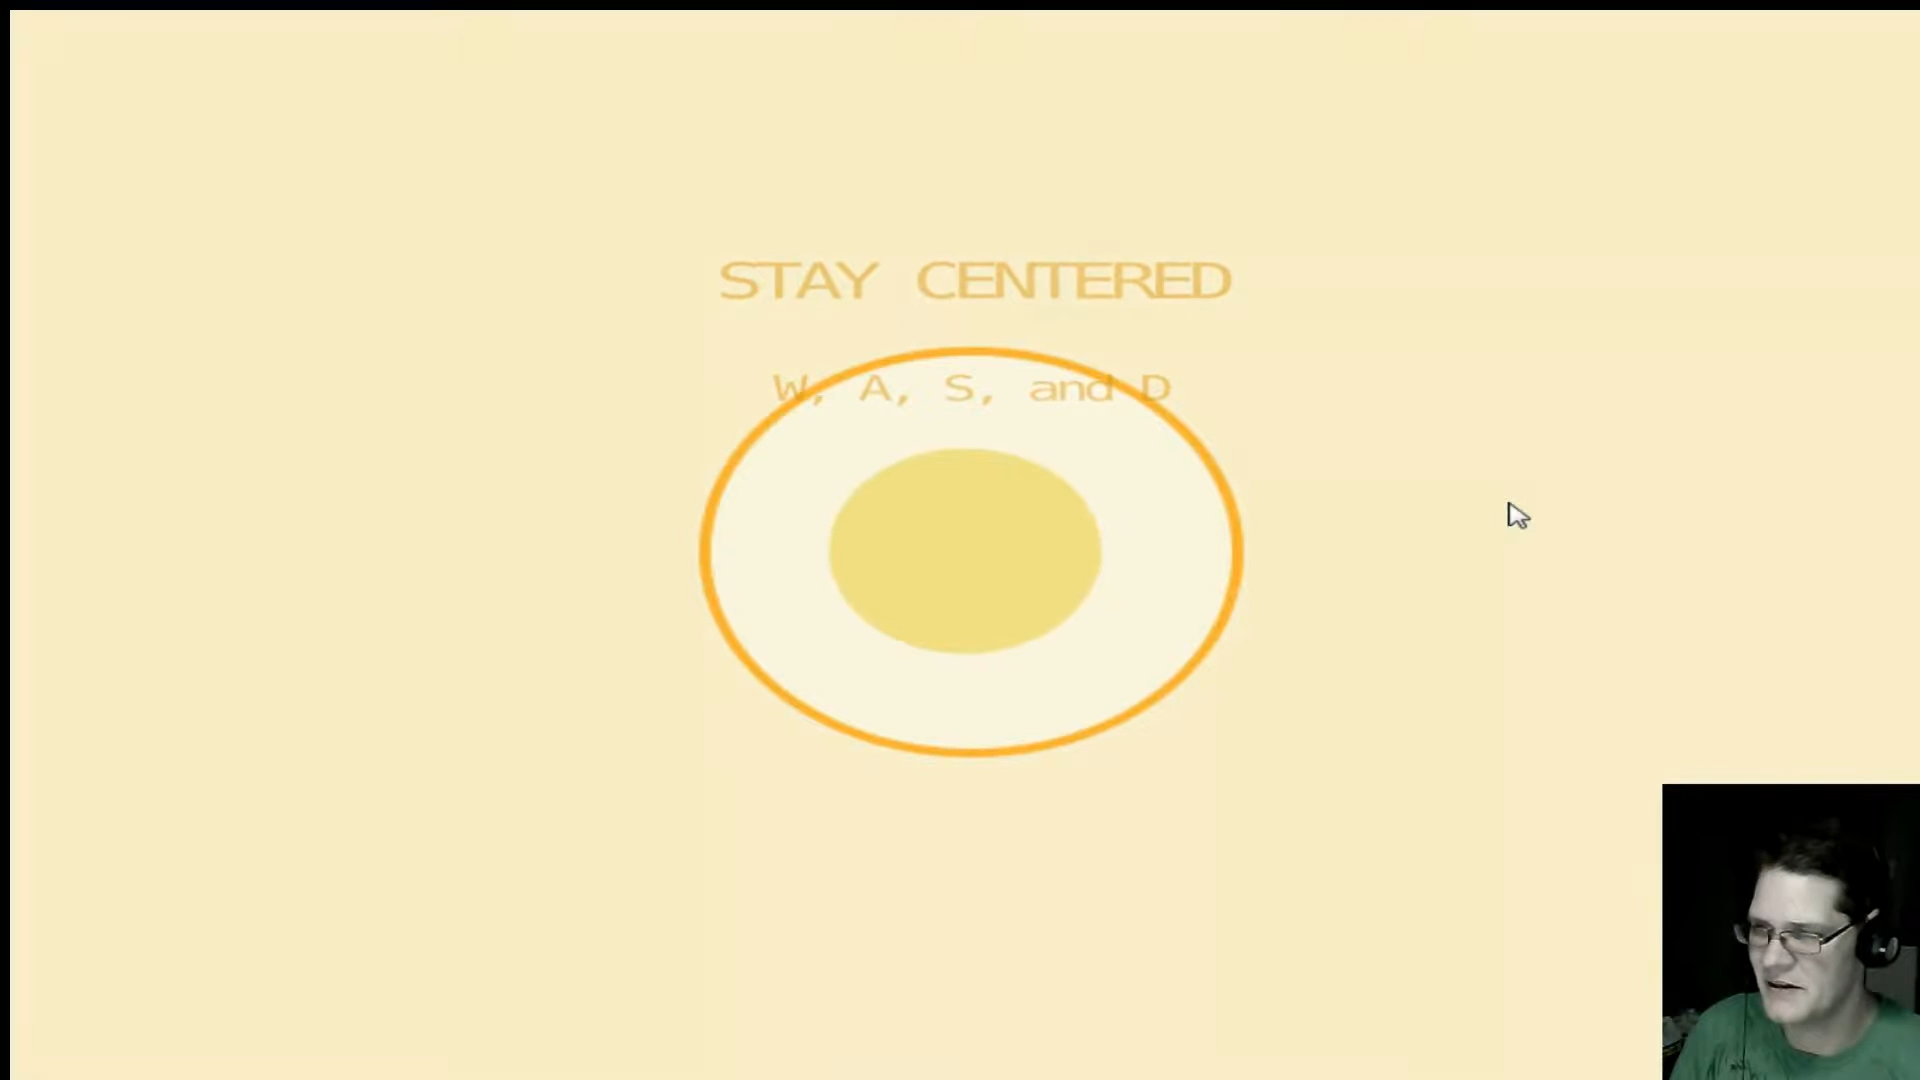 STAY CENTERED
W, A, S, and D